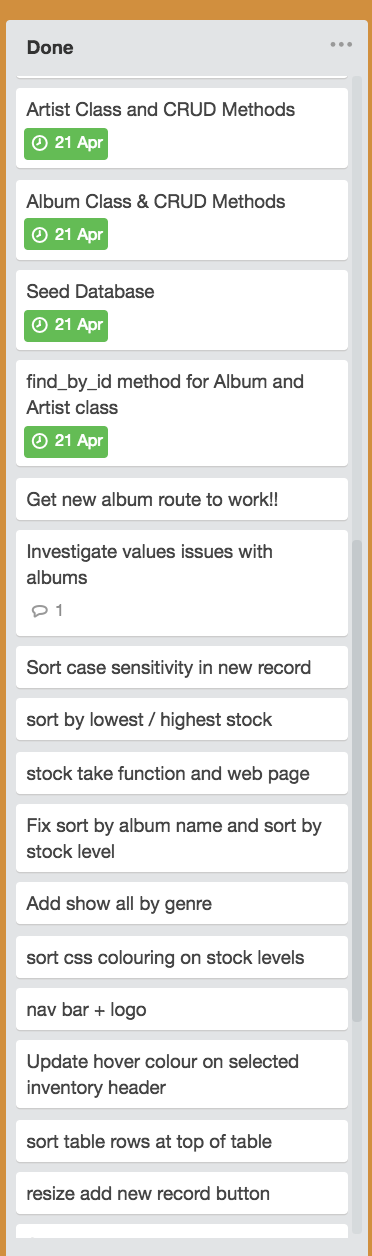 Done
Artist Class and CRUD Methods
21 Apr
Album Class & CRUD Methods
21 Apr
Seed Database
21 Apr
find_by_id method for Album and
Artist class
21 Apr
Get new album route to work!!
Investigate values issues with
albums
1
Sort case sensitivity in new record
sort by lowest / highest stock
stock take function and web page
Fix sort by album name and sort by
stock level
Add show all by genre
sort css colouring on stock levels
nav bar + logo
Update hover colour on selected
inventory header
sort table rows at top of table
resize add new record button